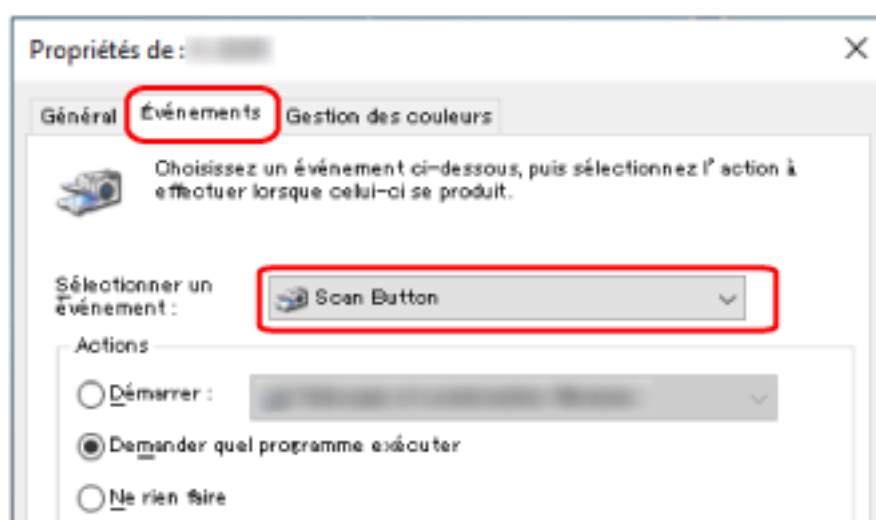 Propriétés de :
Général Événements Gestion des couleurs
Choisissez un événement ci-dessous, puis sélectionnez l'action à
effectuer lorsque celui-ci se produit.
Sélectionner un
événement :
Scan Button
Actions
Démarrer :
Demander quel programme exécuter
Ne rien faire